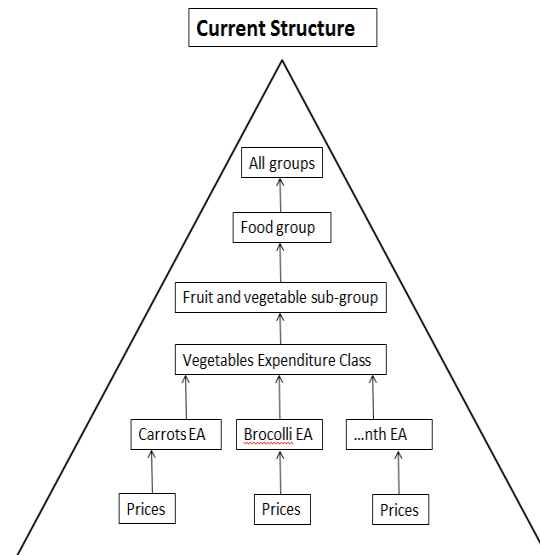 Current Structure
All groups
Food group
Fruit and vegetable sub-group
Vegetables Expenditure Class
Carrots EA
Brocolli EA
...nth EA
Prices
Prices
Prices